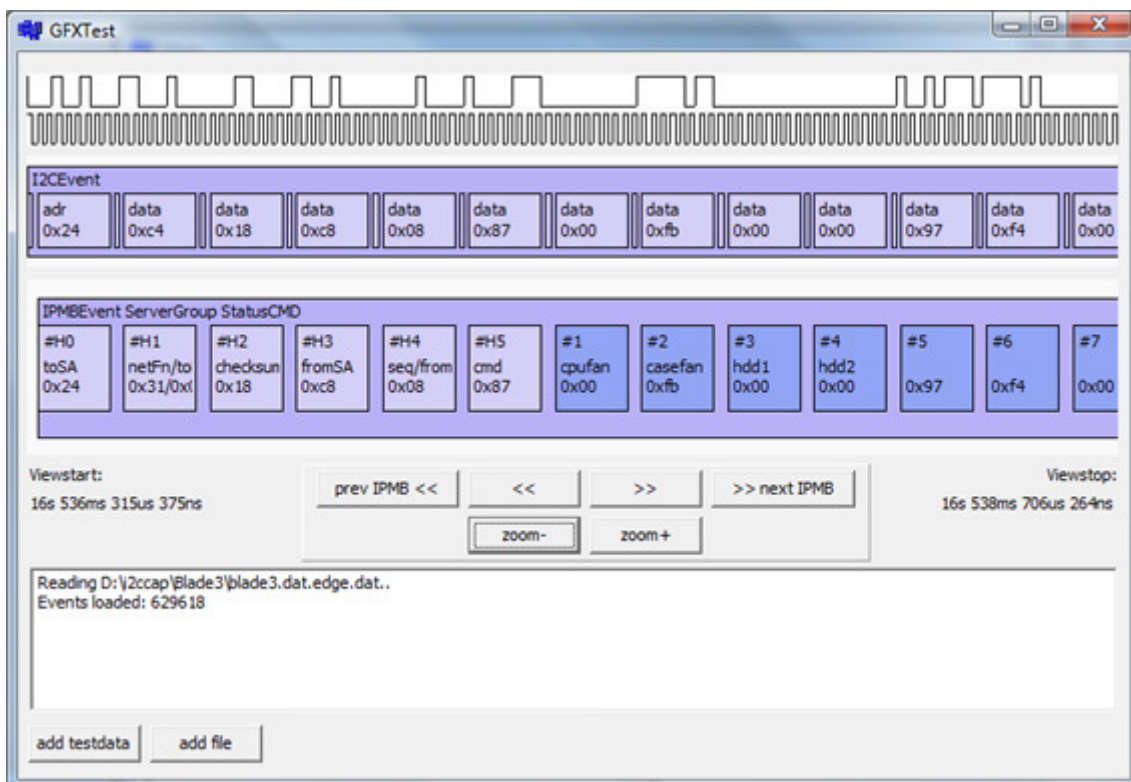 GFXTest
I2CEvent
adr data data data data data data data data data data data data
0x24 0xc4 0x18 0xc8 0x08 0x87 0x00 0xfb 0x00 0x00 0x97 0xf4 0x00
IPMBEvent ServerGroup StatusCMD
#H0 #H1 #H2 #H3 #H4 #H5 #1 #2 #3 #4 #5 #6 #7
toSA netFn/to checksun fromSA seq/from cmd cpufan casefan hdd1 hdd2
0x24 0x31/0x( 0x18 0xc8 0x08 0x87 0x00 0xfb 0x00 0x00 0x97 0xf4 0x00
Viewstart:
16s 536ms 315us 375ns
prev IPMB << << >> >> next IPMB
zoom- zoom+
Viewstop:
16s 538ms 706us 264ns
Reading D:\i2ccap\Blade3\blade3.dat.edge.dat..
Events loaded: 629618
add testdata add file